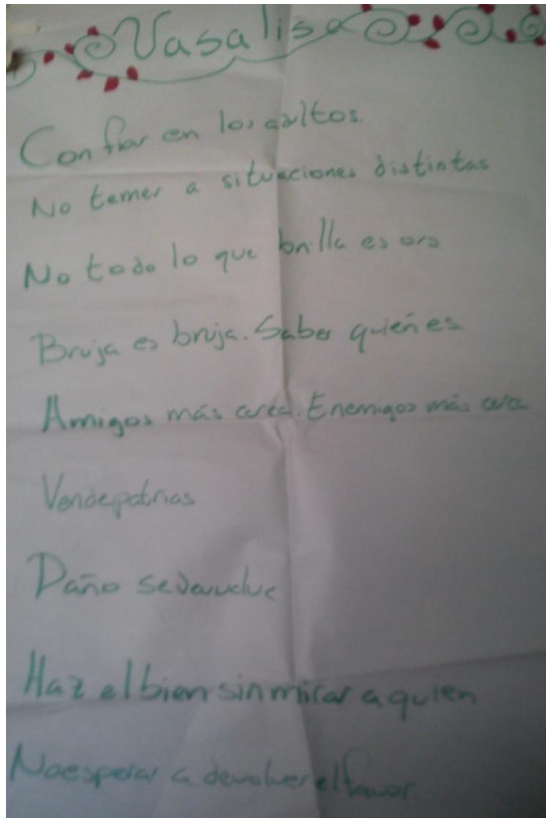 Vasalisa
Confiar en los adultos.
No temer a situaciones distintas
No todo lo que brilla es oro
Bruja es bruja. Saber quién es
Amigos más cerca. Enemigos más cerca
Vendepatrias
Daño se devuelve
Haz el bien sin mirar a quien
No esperar a devolver el favor.